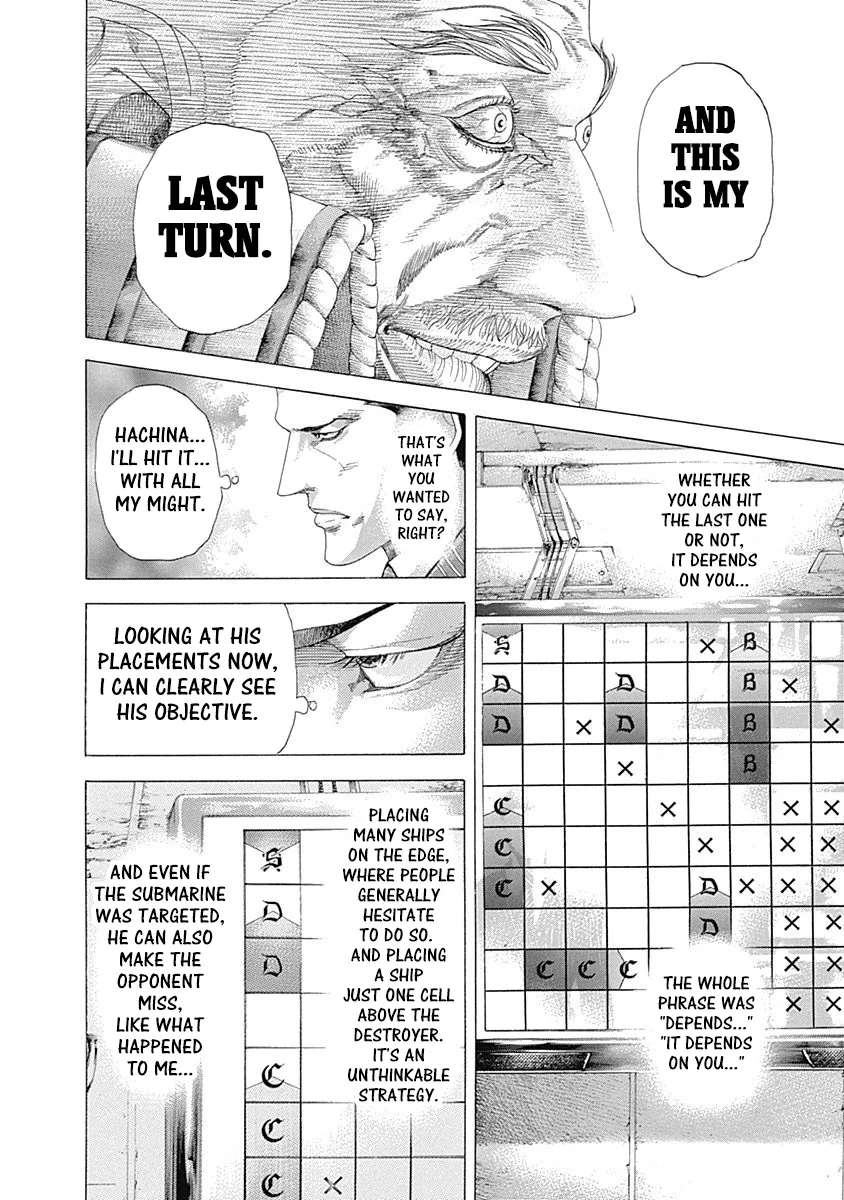 AND
THIS
IS MY
LAST
TURN.
WHETHER
YOU CAN HIT
THE LAST ONE
OR NOT,
IT DEPENDS
ON YOU...
S × B
D D B ×
D × D B ×
× B
C × × ×
C × × ×
C × D × × ×
D × ×
C C C × ×
× ×
THE WHOLE
PHRASE WAS
"DEPENDS..."
"IT DEPENDS
ON YOU..."
THAT'S
WHAT
YOU
WANTED
TO SAY,
RIGHT?
HACHINA...
I'LL HIT IT...
WITH ALL
MY MIGHT.
LOOKING AT HIS
PLACEMENTS NOW,
I CAN CLEARLY SEE
HIS OBJECTIVE.
PLACING
MANY SHIPS
ON THE EDGE,
WHERE PEOPLE
GENERALLY
HESITATE
TO DO SO.
AND PLACING
A SHIP
JUST ONE CELL
ABOVE THE
DESTROYER.
IT'S AN
UNTHINKABLE
STRATEGY.
S
D
D
C
C
C ×
AND EVEN IF
THE SUBMARINE
WAS TARGETED,
HE CAN ALSO
MAKE THE
OPPONENT
MISS,
LIKE WHAT
HAPPENED
TO ME...